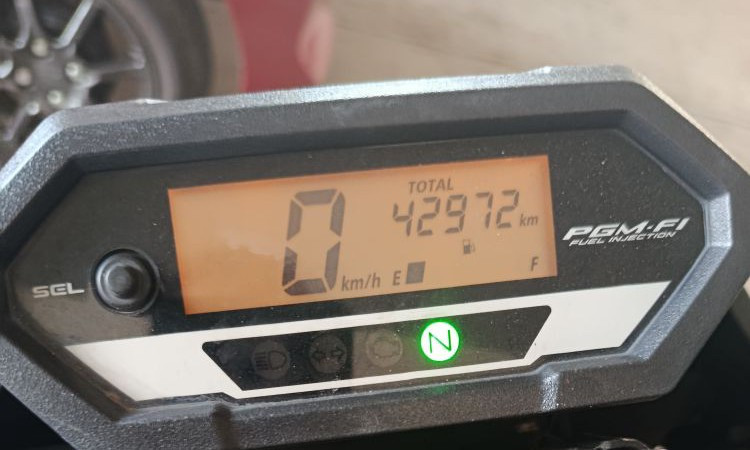 TOTAL
0 km/h
42972 km
E F
PGM-FI
FUEL INJECTION
SEL
N